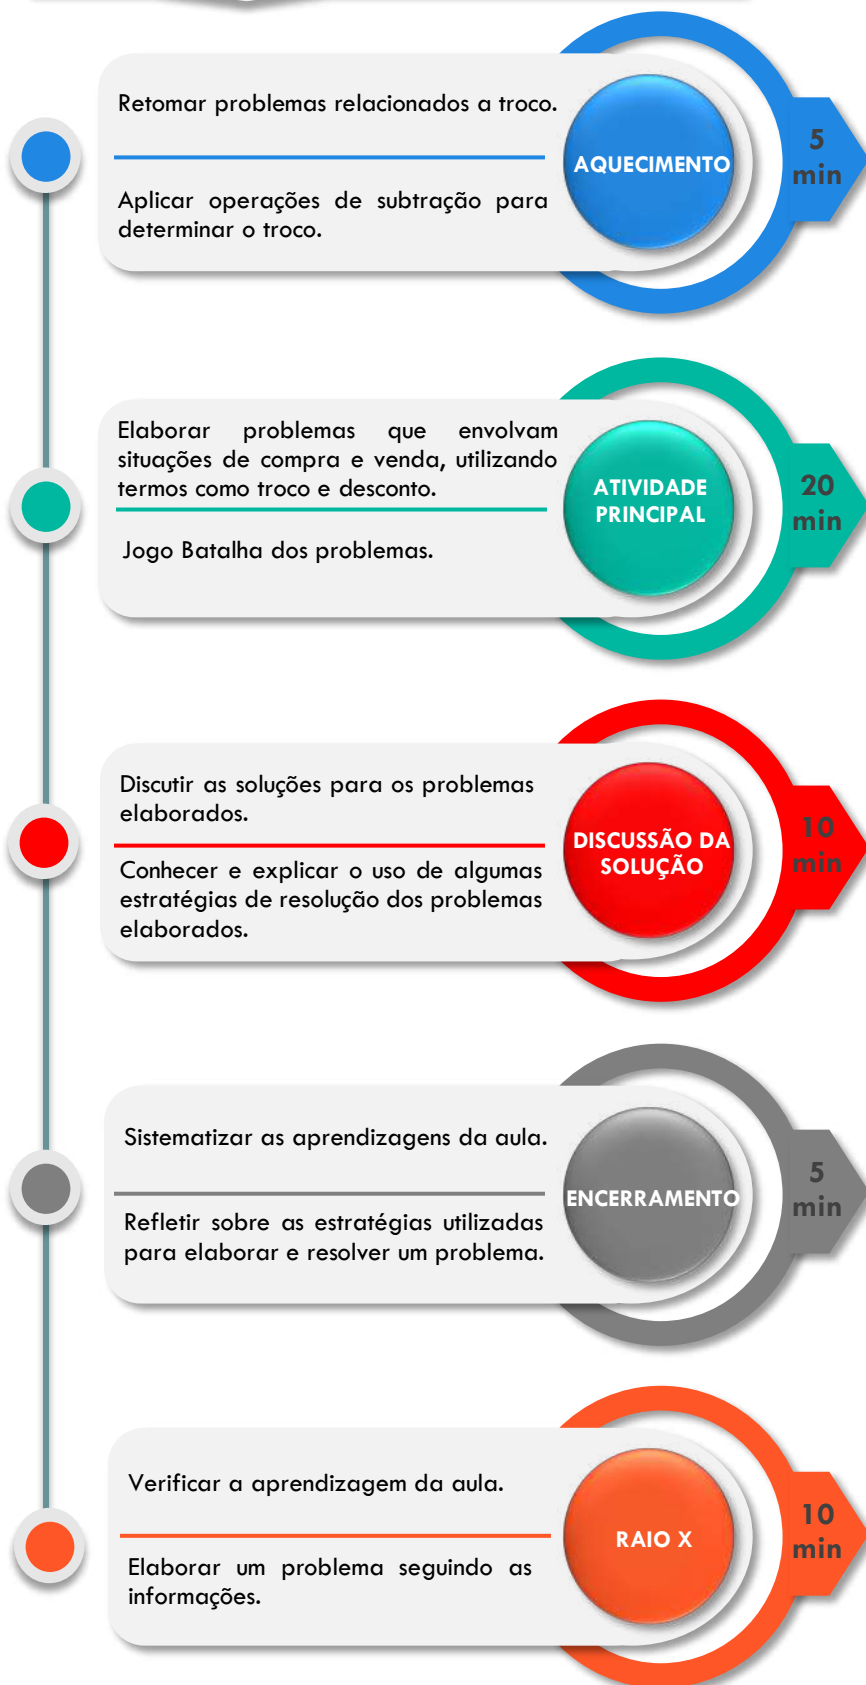 Retomar problemas relacionados a troco.
Aplicar operações de subtração para
determinar o troco.
AQUECIMENTO
5
min
Elaborar problemas que envolvam
situações de compra e venda, utilizando
termos como troco e desconto.
Jogo Batalha dos problemas.
ATIVIDADE
PRINCIPAL
20
min
Discutir as soluções para os problemas
elaborados.
Conhecer e explicar o uso de algumas
estratégias de resolução dos problemas
elaborados.
DISCUSSÃO DA
SOLUÇÃO
10
min
Sistematizar as aprendizagens da aula.
Refletir sobre as estratégias utilizadas
para elaborar e resolver um problema.
ENCERRAMENTO
5
min
Verificar a aprendizagem da aula.
Elaborar um problema seguindo as
informações.
RAIO X
10
min